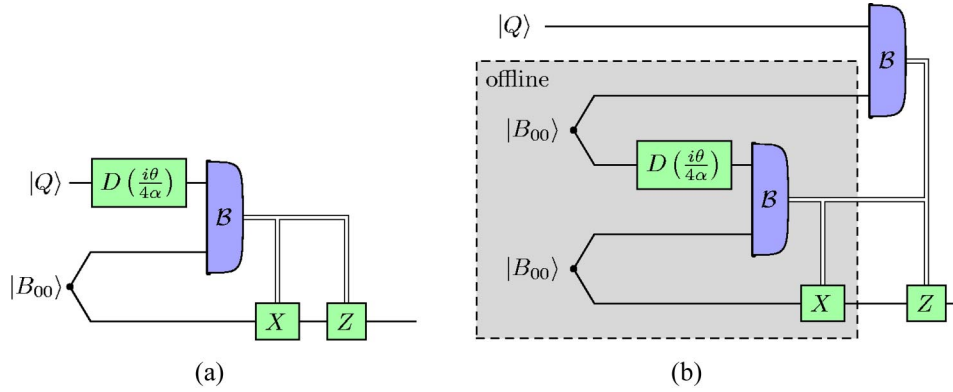 |Q⟩
D(iθ/4α)
B
|B₀₀⟩
X
Z
(a)
|Q⟩
B
offline
|B₀₀⟩
D(iθ/4α)
B
|B₀₀⟩
X
Z
(b)